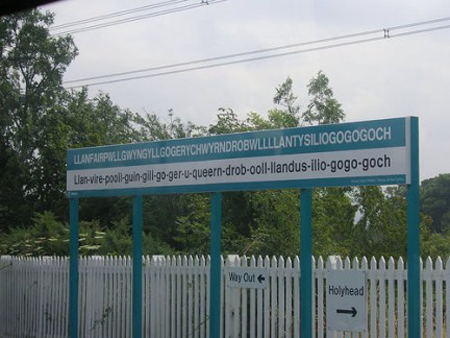 LLANFAIRPWLLGWYNGYLLGOGERYCHWYRNDROBWLLLLANTYSILIOGOGOGOCH
Llan-vire-pooll-guin-gill-go-ger-u-queern-drob-ooll-llandus-ilio-gogo-goch
Way Out ←
Holyhead
→